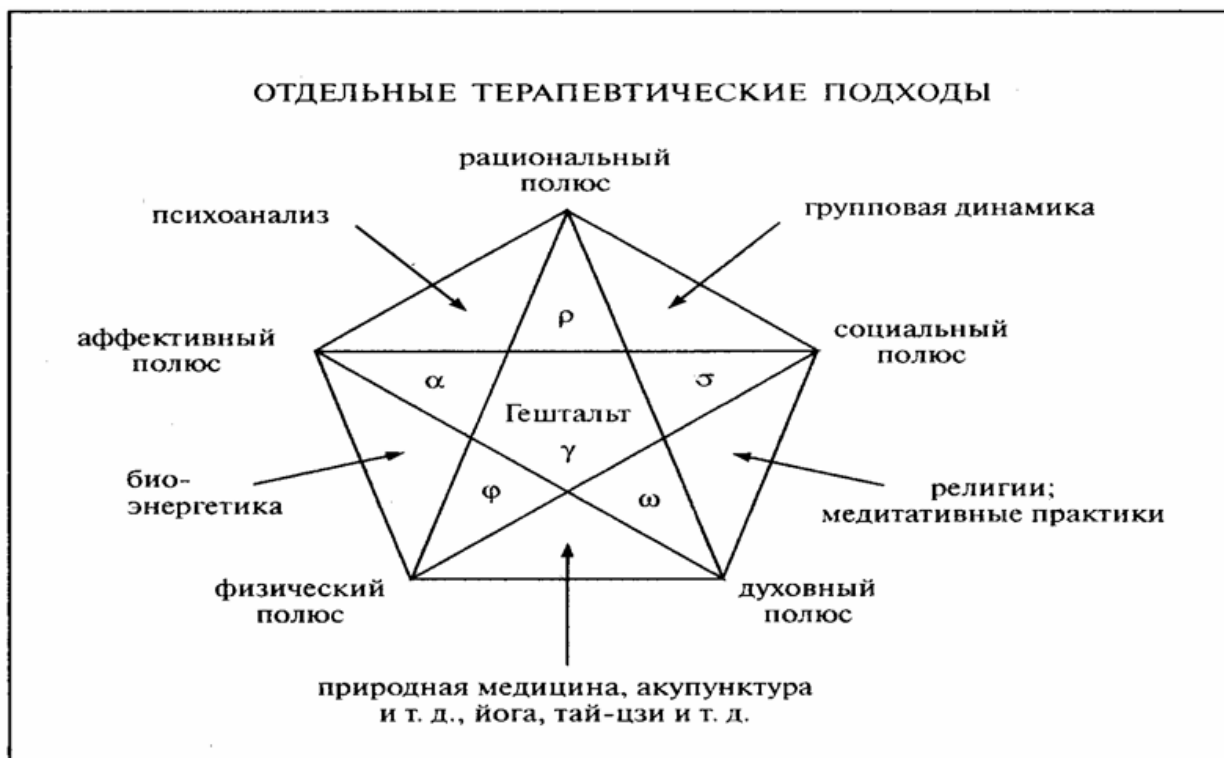 ОТДЕЛЬНЫЕ ТЕРАПЕВТИЧЕСКИЕ ПОДХОДЫ
рациональный
полюс
психоанализ
групповая динамика
ρ
аффективный
полюс
социальный
полюс
α
σ
Гештальт
γ
био-
энергетика
φ
ω
религии;
медитативные практики
физический
полюс
духовный
полюс
природная медицина, акупунктура
и т. д., йога, тай-цзи и т. д.